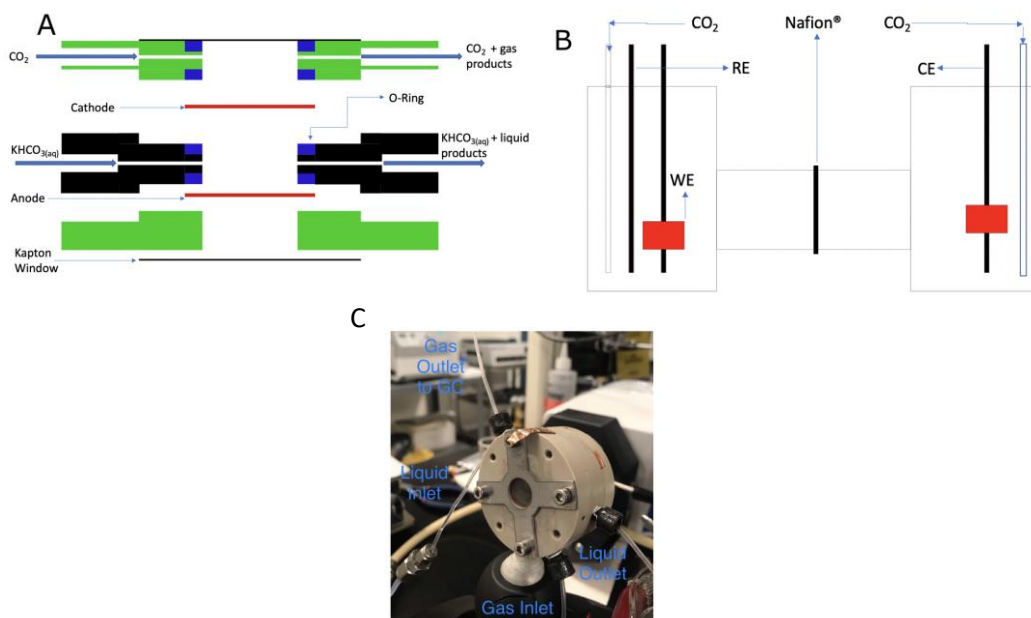 A
CO₂
CO₂ + gas
products
Cathode
O-Ring
KHCO₃(aq)
KHCO₃(aq) + liquid
products
Anode
Kapton
Window
B
CO₂
Nafion®
CO₂
RE
CE
WE
C
Gas
Outlet
to GC
Liquid
Inlet
Liquid
Outlet
Gas Inlet